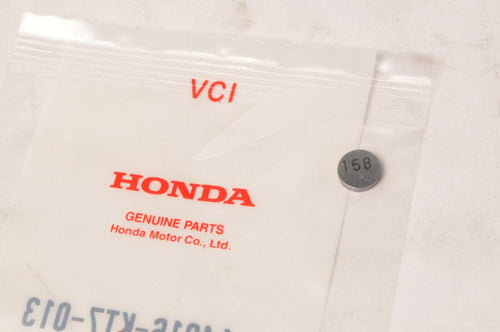 VCI
158
HONDA
GENUINE PARTS
Honda Motor Co., Ltd.